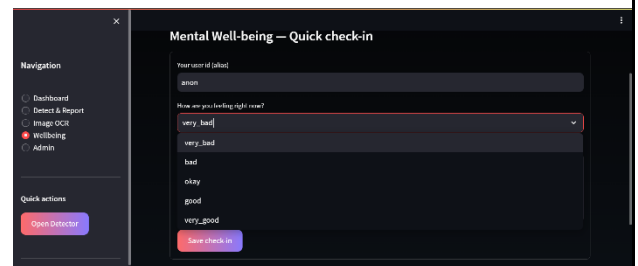 Mental Well-being — Quick check-in
Navigation
Dashboard
Detect & Report
Image OCR
Wellbeing
Admin
Quick actions
Open Detector
Your user id (alias)
anon
How are you feeling right now?
very_bad
very_bad
bad
okay
good
very_good
Save check-in